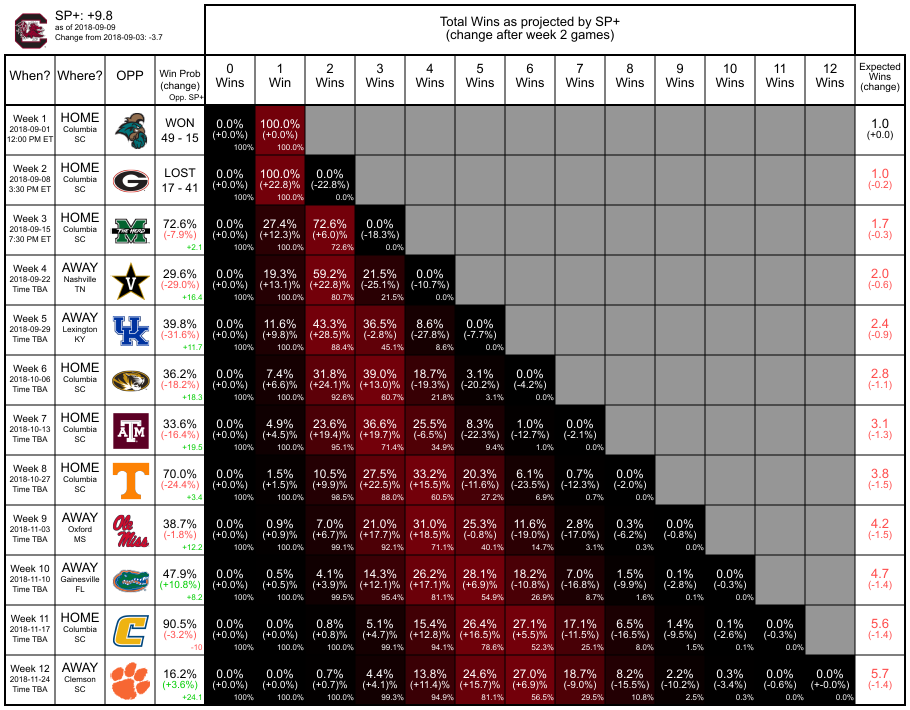 SP+: +9.8
as of 2018-09-09
Change from 2018-09-03: -3.7
Total Wins as projected by SP+
(change after week 2 games)
When? Where? OPP Win Prob (change) Opp. SP+ 0 Wins 1 Win 2 Wins 3 Wins 4 Wins 5 Wins 6 Wins 7 Wins 8 Wins 9 Wins 10 Wins 11 Wins 12 Wins Expected Wins (change)
Week 1 HOME WON 0.0% 100.0% 1.0
2018-09-01 Columbia 49 - 15 (+0.0%) (+0.0%) (+0.0)
12:00 PM ET SC 100% 100.0%
Week 2 HOME G LOST 0.0% 100.0% 0.0% 1.0
2018-09-08 Columbia 17 - 41 (+0.0%) (+22.8)% (-22.8%) (-0.2)
3:30 PM ET SC 100% 100.0% 0.0%
Week 3 HOME M THE HERD 72.6% 0.0% 27.4% 72.6% 0.0% 1.7
2018-09-15 Columbia (-7.9%) (+0.0%) (+12.3%) (+6.0)% (-18.3%) (-0.3)
7:30 PM ET SC +2.1 100% 100.0% 72.6% 0.0%
Week 4 AWAY V 29.6% 0.0% 19.3% 59.2% 21.5% 0.0% 2.0
2018-09-22 Nashville (-29.0%) (+0.0%) (+13.1%) (+22.8)% (-25.1%) (-10.7%) (-0.6)
Time TBA TN +16.4 100% 100.0% 80.7% 21.5% 0.0%
Week 5 AWAY UK 39.8% 0.0% 11.6% 43.3% 36.5% 8.6% 0.0% 2.4
2018-09-29 Lexington (-31.6%) (+0.0%) (+9.8)% (+28.5)% (-2.8%) (-27.8%) (-7.7%) (-0.9)
Time TBA KY +11.7 100% 100.0% 88.4% 45.1% 8.6% 0.0%
Week 6 HOME 36.2% 0.0% 7.4% 31.8% 39.0% 18.7% 3.1% 0.0% 2.8
2018-10-06 Columbia (-18.2%) (+0.0%) (+6.6)% (+24.1)% (+13.0%) (-19.3%) (-20.2%) (-4.2%) (-1.1)
Time TBA SC +18.3 100% 100.0% 92.6% 60.7% 21.8% 3.1% 0.0%
Week 7 HOME ATM 33.6% 0.0% 4.9% 23.6% 36.6% 25.5% 8.3% 1.0% 0.0% 3.1
2018-10-13 Columbia (-16.4%) (+0.0%) (+4.5)% (+19.4)% (+19.7%) (-6.5%) (-22.3%) (-12.7%) (-2.1%) (-1.3)
Time TBA SC +19.5 100% 100.0% 95.1% 71.4% 34.9% 9.4% 1.0% 0.0%
Week 8 HOME T 70.0% 0.0% 1.5% 10.5% 27.5% 33.2% 20.3% 6.1% 0.7% 0.0% 3.8
2018-10-27 Columbia (-24.4%) (+0.0%) (+1.5)% (+9.9)% (+22.5)% (+15.5)% (-11.6%) (-23.5%) (-12.3%) (-2.0%) (-1.5)
Time TBA SC +3.4 100% 100.0% 98.5% 88.0% 60.5% 27.2% 6.9% 0.7% 0.0%
Week 9 AWAY Ole Miss 38.7% 0.0% 0.9% 7.0% 21.0% 31.0% 25.3% 11.6% 2.8% 0.3% 0.0% 4.2
2018-11-03 Oxford (-1.8%) (+0.0%) (+0.9)% (+6.7)% (+17.7)% (+18.5)% (-0.8%) (-19.0%) (-17.0%) (-6.2%) (-0.8%) (-1.5)
Time TBA MS +12.2 100% 100.0% 99.1% 92.1% 71.1% 40.1% 14.7% 3.1% 0.3% 0.0%
Week 10 AWAY 47.9% 0.0% 0.5% 4.1% 14.3% 26.2% 28.1% 18.2% 7.0% 1.5% 0.1% 0.0% 4.7
2018-11-10 Gainesville (+10.8%) (+0.0%) (+0.5)% (+3.9)% (+12.1)% (+17.1%) (+6.9)% (-10.8%) (-16.8%) (-9.9%) (-2.8%) (-0.3%) (-1.4)
Time TBA FL +8.2 100% 100.0% 99.5% 95.4% 81.1% 54.9% 26.9% 8.7% 1.6% 0.1% 0.0%
Week 11 HOME C 90.5% 0.0% 0.0% 0.8% 5.1% 15.4% 26.4% 27.1% 17.1% 6.5% 1.4% 0.1% 0.0% 5.6
2018-11-17 Columbia (-3.2%) (+0.0%) (+0.0%) (+0.8)% (+4.7%) (+12.8)% (+16.5)% (+5.5)% (-11.5%) (-16.5%) (-9.5%) (-2.6%) (-0.3%) (-1.4)
Time TBA SC -10 100% 100.0% 100.0% 99.1% 94.1% 78.6% 52.3% 25.1% 8.0% 1.5% 0.1% 0.0%
Week 12 AWAY 16.2% 0.0% 0.0% 0.7% 4.4% 13.8% 24.6% 27.0% 18.7% 8.2% 2.2% 0.3% 0.0% 0.0% 5.7
2018-11-24 Clemson (+3.6%) (+0.0%) (+0.0%) (+0.7)% (+4.1)% (+11.4%) (+15.7)% (+6.9)% (-9.0%) (-15.5%) (-10.2%) (-3.4%) (-0.6%) (+-0.0%) (-1.4)
Time TBA SC +24.1 100% 100.0% 100.0% 99.3% 94.9% 81.1% 56.5% 29.5% 10.8% 2.5% 0.3% 0.0% 0.0%